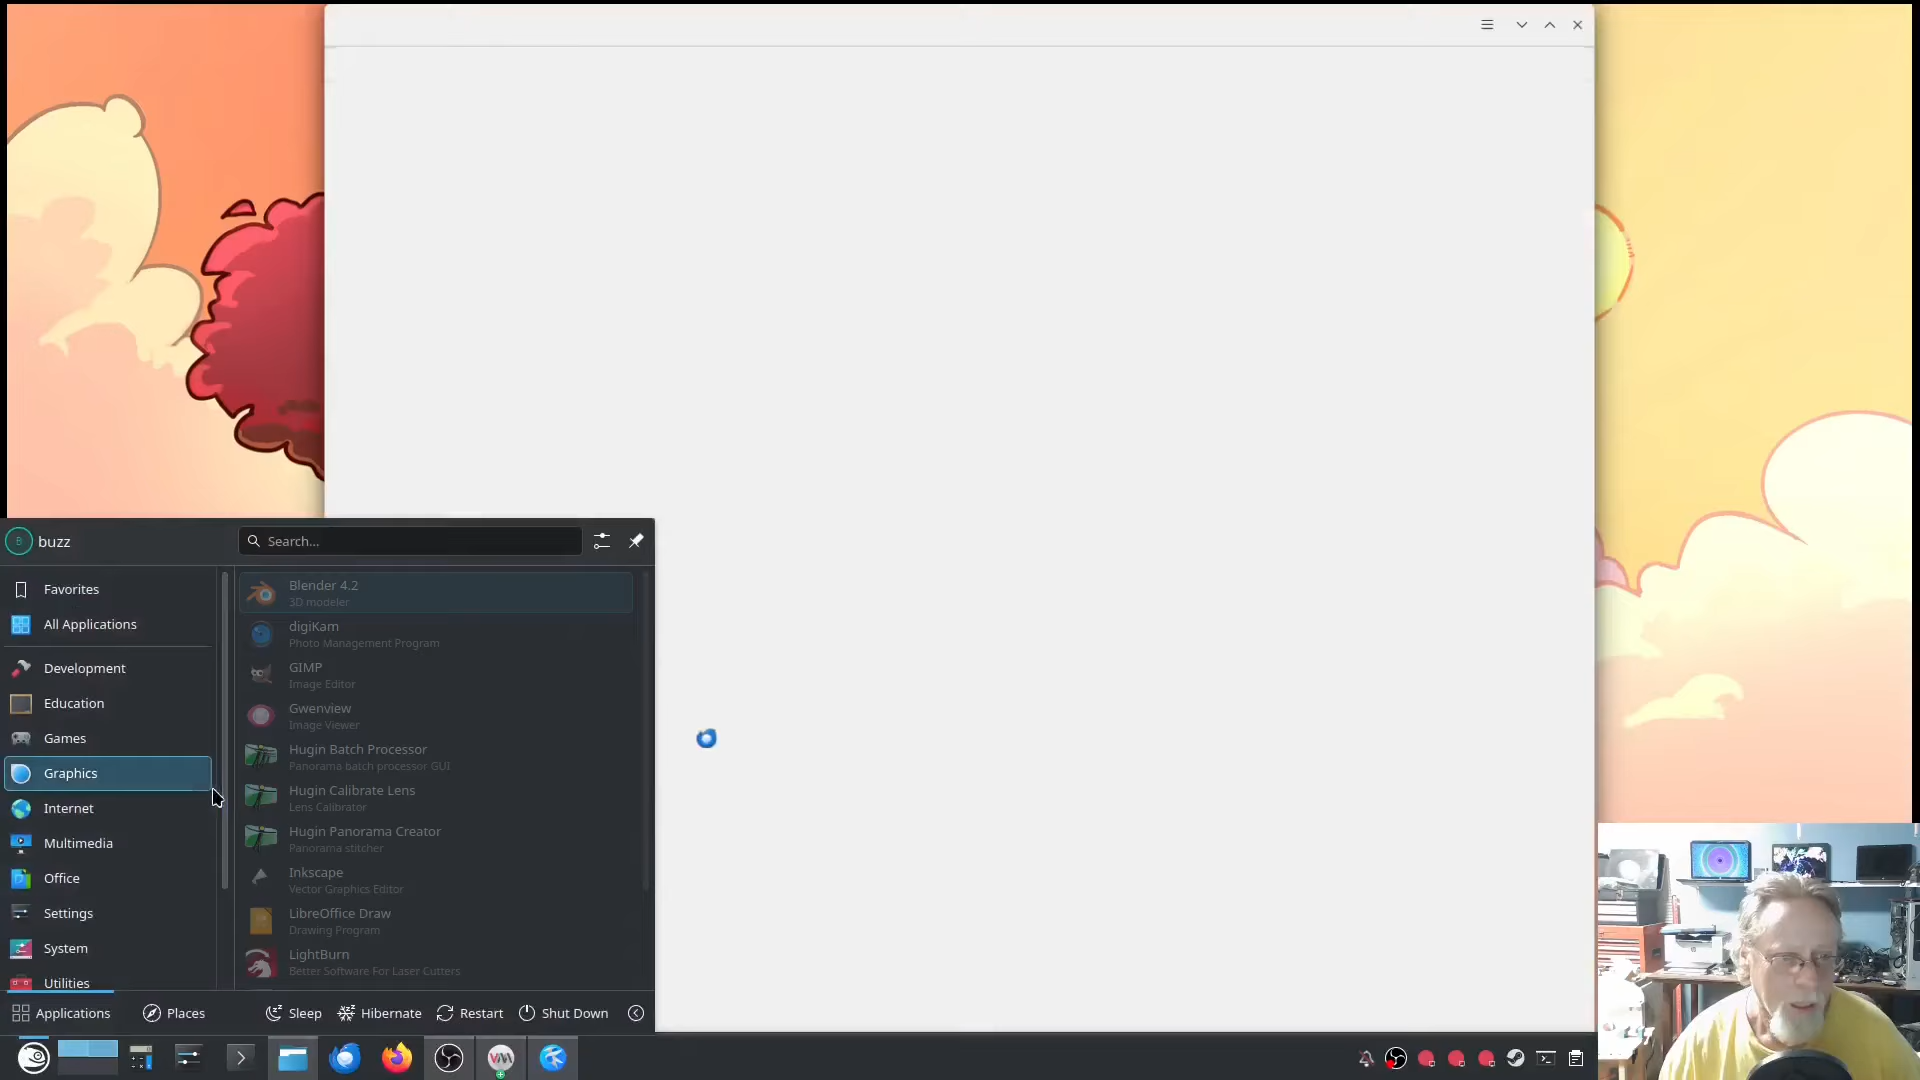 buzz
Search...
Favorites
All Applications
Development
Education
Games
Graphics
Internet
Multimedia
Office
Settings
System
Utilities
Blender 4.2
3D modeler
digiKam
Photo Management Program
GIMP
Image Editor
Gwenview
Image Viewer
Hugin Batch Processor
Panorama batch processor GUI
Hugin Calibrate Lens
Lens Calibrator
Hugin Panorama Creator
Panorama stitcher
Inkscape
Vector Graphics Editor
LibreOffice Draw
Drawing Program
LightBurn
Better Software For Laser Cutters
Applications
Places
Sleep
Hibernate
Restart
Shut Down